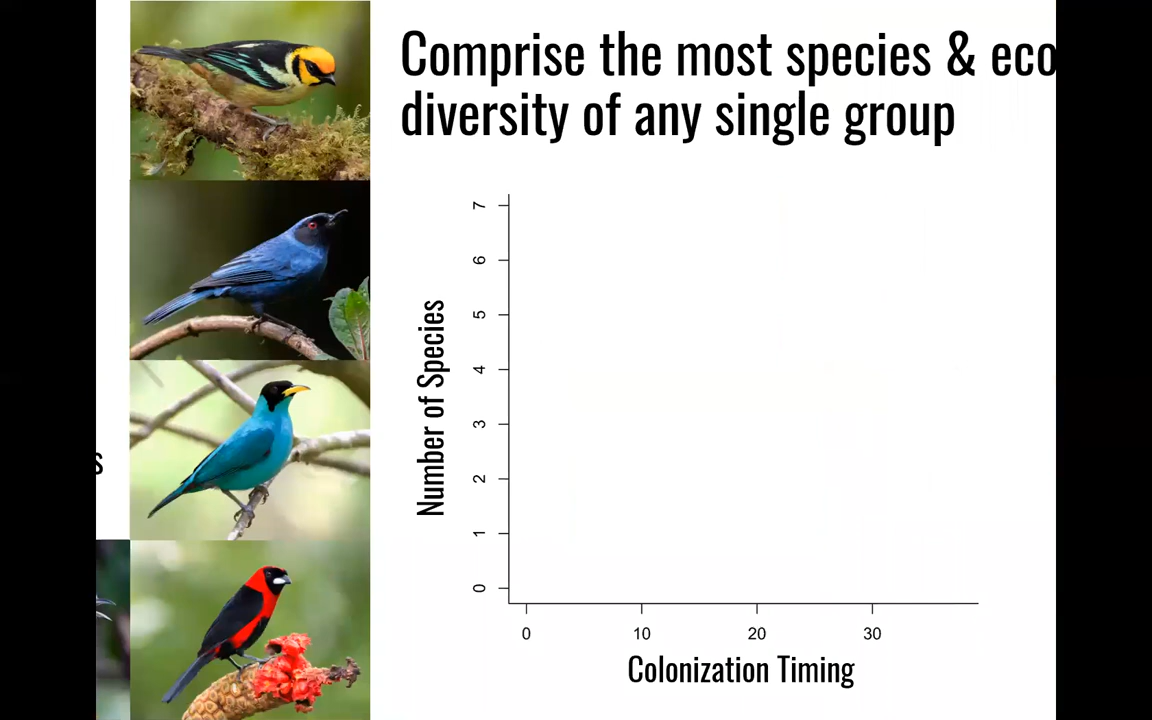 Comprise the most species & eco
diversity of any single group
7
6
5
4
3
2
1
0
Number of Species
0 10 20 30
Colonization Timing
s